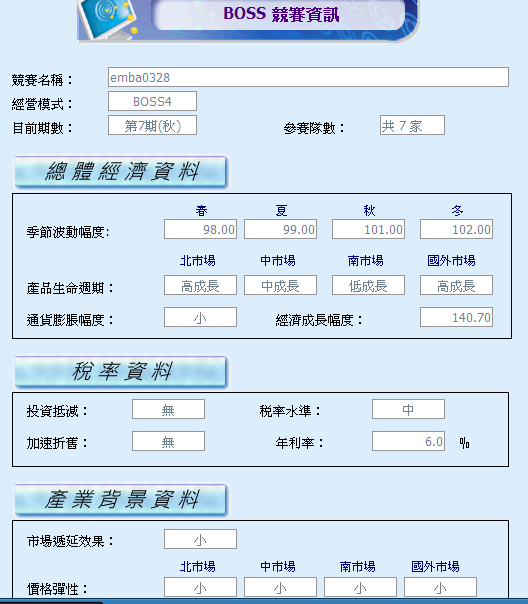 BOSS 競賽資訊
競賽名稱： emba0328
經營模式： BOSS4
目前期數： 第7期(秋) 參賽隊數： 共 7 家
總體經濟資料
春 夏 秋 冬
季節波動幅度: 98.00 99.00 101.00 102.00
北市場 中市場 南市場 國外市場
產品生命週期： 高成長 中成長 低成長 高成長
通貨膨脹幅度： 小 經濟成長幅度： 140.70
稅率資料
投資抵減： 無 稅率水準： 中
加速折舊： 無 年利率： 6.0 %
產業背景資料
市場遞延效果： 小
北市場 中市場 南市場 國外市場
價格彈性： 小 小 小 小